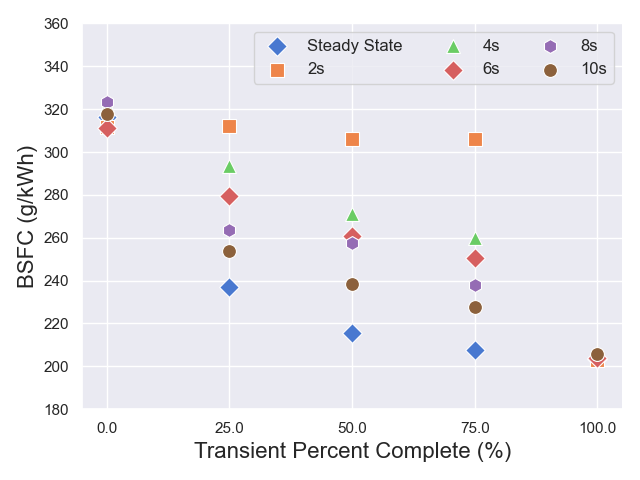 360
340
320
300
280
260
240
220
200
180
BSFC (g/kWh)
Steady State
2s
4s
6s
8s
10s
0.0
25.0
50.0
75.0
100.0
Transient Percent Complete (%)